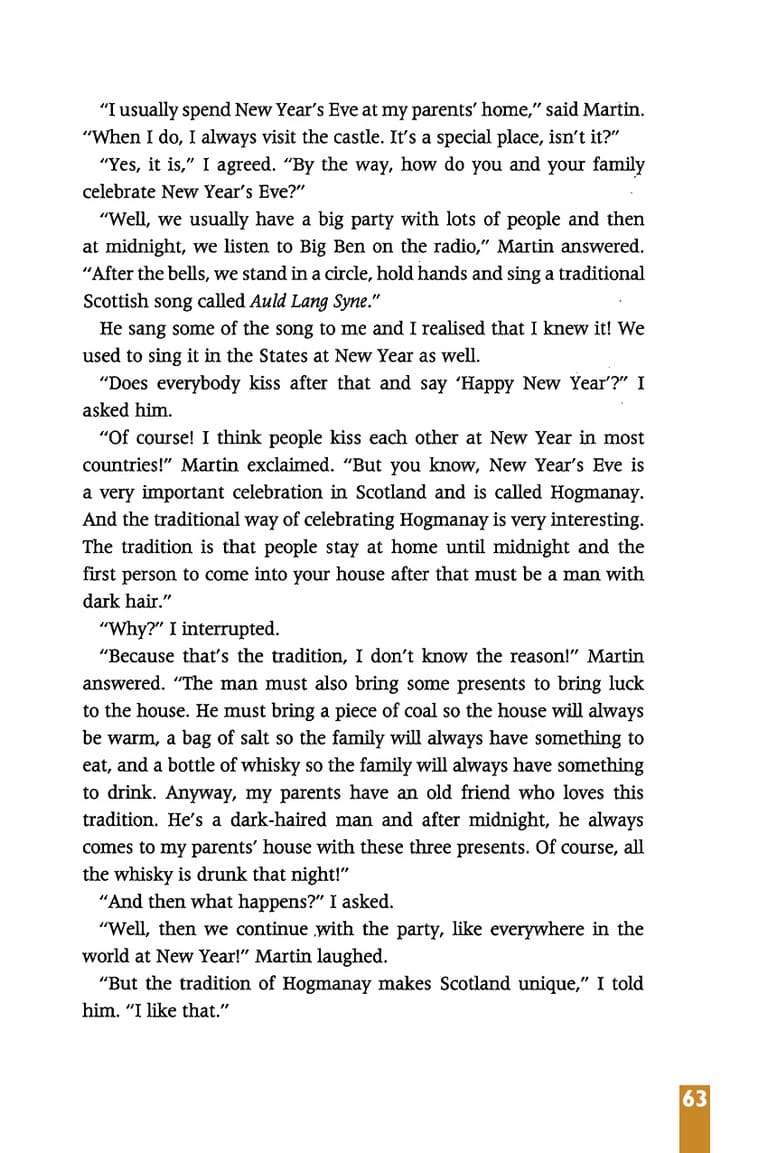 “I usually spend New Year’s Eve at my parents’ home,” said Martin.
“When I do, I always visit the castle. It’s a special place, isn’t it?”
“Yes, it is,” I agreed. “By the way, how do you and your family
celebrate New Year’s Eve?”
“Well, we usually have a big party with lots of people and then
at midnight, we listen to Big Ben on the radio,” Martin answered.
“After the bells, we stand in a circle, hold hands and sing a traditional
Scottish song called Auld Lang Syne.”
He sang some of the song to me and I realised that I knew it! We
used to sing it in the States at New Year as well.
“Does everybody kiss after that and say ‘Happy New Year’?” I
asked him.
“Of course! I think people kiss each other at New Year in most
countries!” Martin exclaimed. “But you know, New Year’s Eve is
a very important celebration in Scotland and is called Hogmanay.
And the traditional way of celebrating Hogmanay is very interesting.
The tradition is that people stay at home until midnight and the
first person to come into your house after that must be a man with
dark hair.”
“Why?” I interrupted.
“Because that’s the tradition, I don’t know the reason!” Martin
answered. “The man must also bring some presents to bring luck
to the house. He must bring a piece of coal so the house will always
be warm, a bag of salt so the family will always have something to
eat, and a bottle of whisky so the family will always have something
to drink. Anyway, my parents have an old friend who loves this
tradition. He’s a dark-haired man and after midnight, he always
comes to my parents’ house with these three presents. Of course, all
the whisky is drunk that night!”
“And then what happens?” I asked.
“Well, then we continue with the party, like everywhere in the
world at New Year!” Martin laughed.
“But the tradition of Hogmanay makes Scotland unique,” I told
him. “I like that.”
63